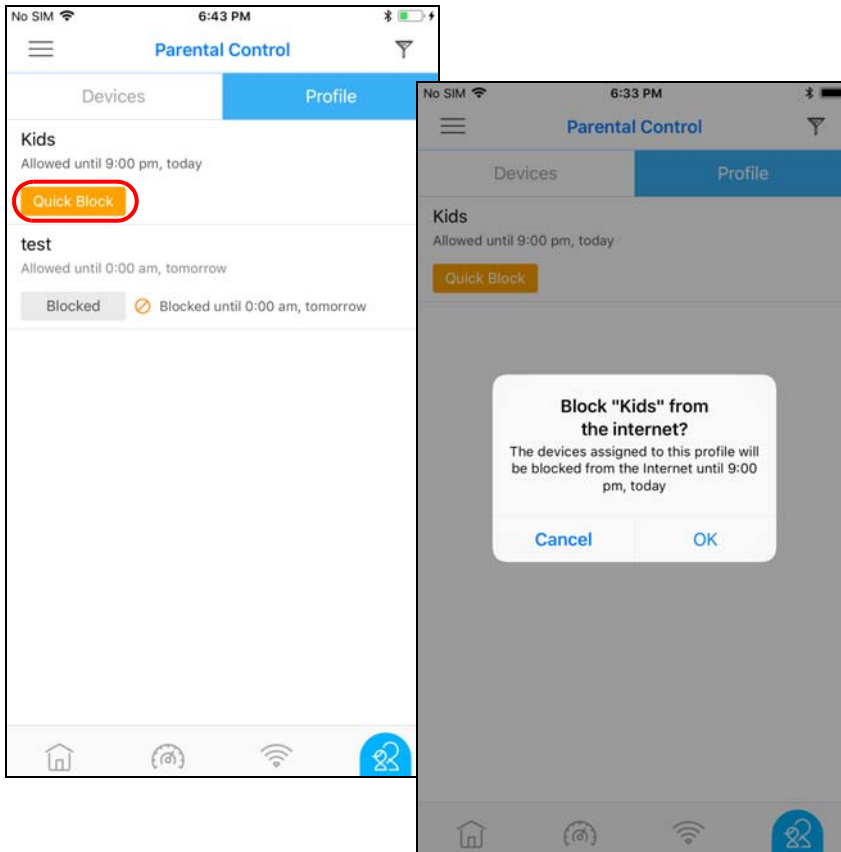 No SIM 6:43 PM
Parental Control
Devices Profile
Kids
Allowed until 9:00 pm, today
Quick Block
test
Allowed until 0:00 am, tomorrow
Blocked Blocked until 0:00 am, tomorrow
No SIM 6:33 PM
Parental Control
Devices Profile
Kids
Allowed until 9:00 pm, today
Quick Block
Block "Kids" from
the internet?
The devices assigned to this profile will
be blocked from the Internet until 9:00
pm, today
Cancel OK